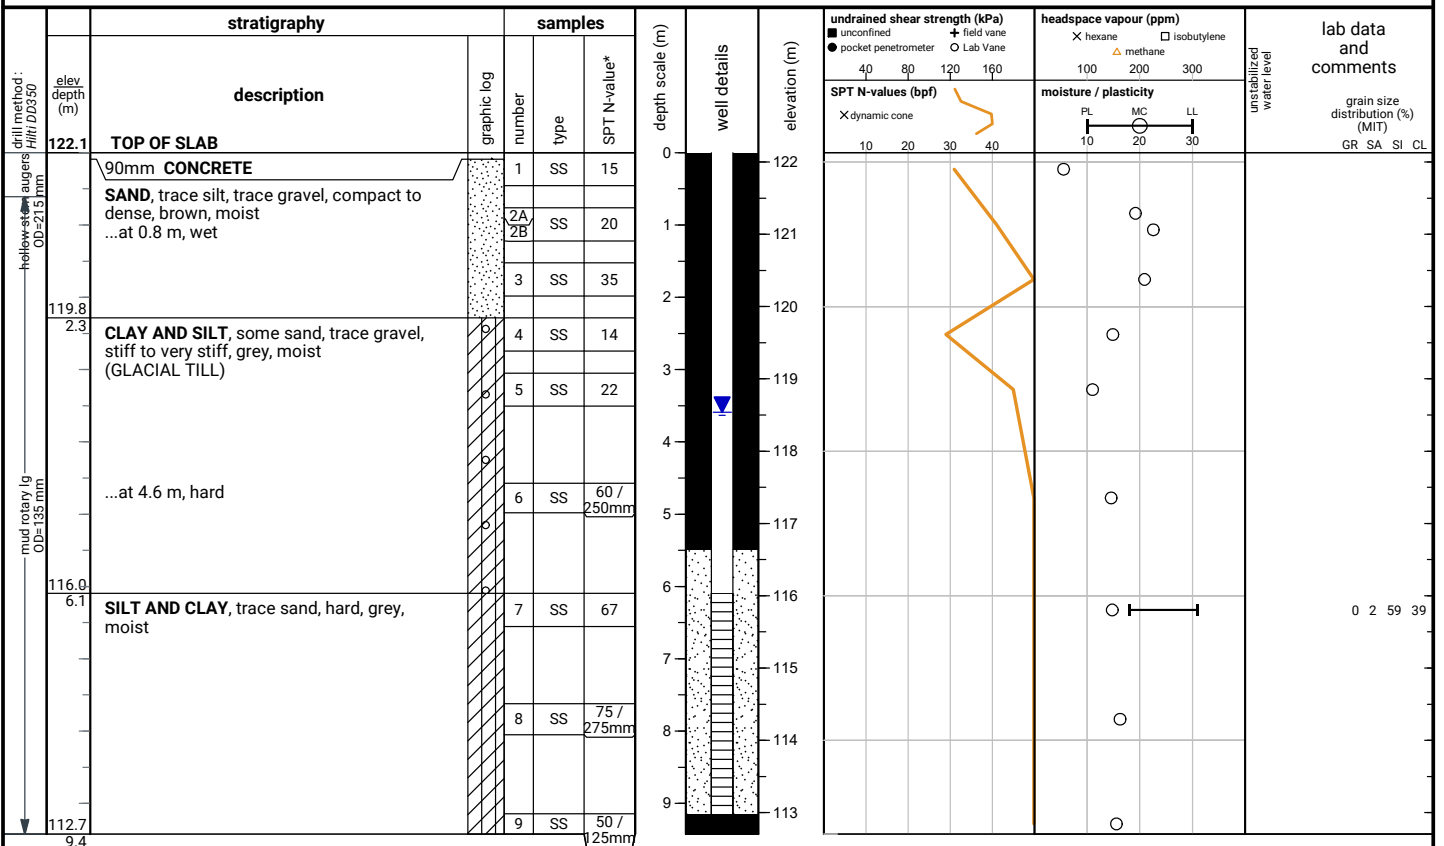 stratigraphy
samples
drill method :
Hilti DD350
elev
depth
(m)
description
graphic log
number
type
SPT N-value*
depth scale (m)
well details
elevation (m)
undrained shear strength (kPa)
unconfined
field vane
pocket penetrometer
Lab Vane
40 80 120 160
SPT N-values (bpf)
dynamic cone
10 20 30 40
headspace vapour (ppm)
hexane
isobutylene
methane
100 200 300
moisture / plasticity
PL MC LL
10 20 30
unstabilized
water level
lab data
and
comments
grain size
distribution (%)
(MIT)
GR SA SI CL
122.1 TOP OF SLAB
hollow stem augers
OD=215 mm
mud rotary lg
OD=135 mm
90mm CONCRETE
SAND, trace silt, trace gravel, compact to
dense, brown, moist
...at 0.8 m, wet
119.8
2.3
CLAY AND SILT, some sand, trace gravel,
stiff to very stiff, grey, moist
(GLACIAL TILL)
...at 4.6 m, hard
116.0
6.1
SILT AND CLAY, trace sand, hard, grey,
moist
112.7
9.4
1 SS 15
2A
2B
SS 20
3 SS 35
4 SS 14
5 SS 22
6 SS 60 /
250mm
7 SS 67
8 SS 75 /
275mm
9 SS 50 /
125mm
0
1
2
3
4
5
6
7
8
9
122
121
120
119
118
117
116
115
114
113
0 2 59 39